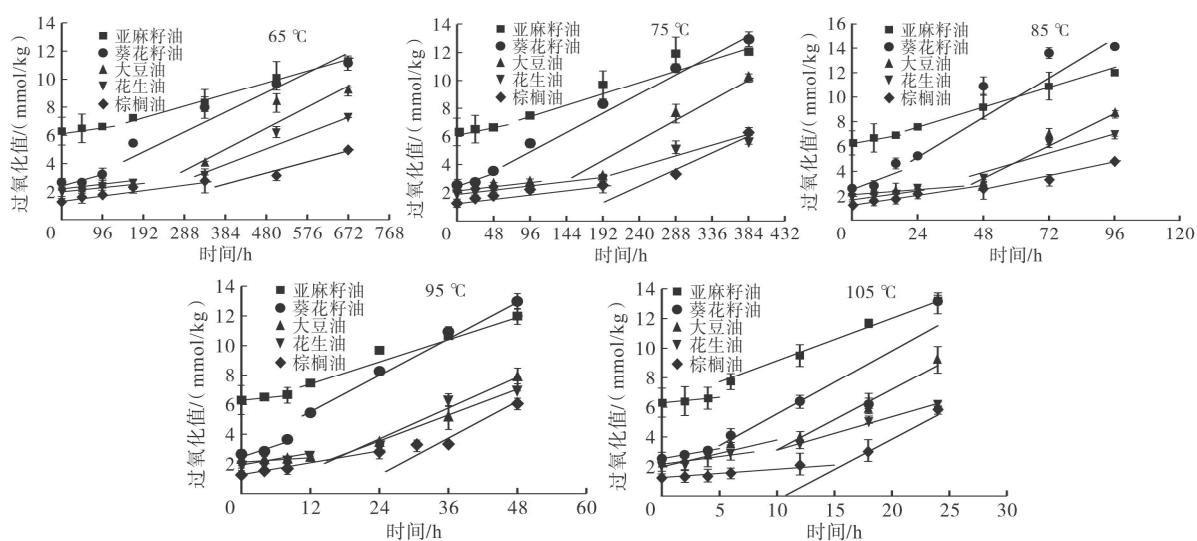 65 ℃
亚麻籽油
葵花籽油
大豆油
花生油
棕榈油
过氧化值/(mmol/kg)
14
12
10
8
6
4
2
0 96 192 288 384 480 576 672 768
时间/h
75 ℃
亚麻籽油
葵花籽油
大豆油
花生油
棕榈油
过氧化值/(mmol/kg)
14
12
10
8
6
4
2
0 48 96 144 192 240 288 336 384 432
时间/h
85 ℃
亚麻籽油
葵花籽油
大豆油
花生油
棕榈油
过氧化值/(mmol/kg)
16
14
12
10
8
6
4
2
0 24 48 72 96 120
时间/h
95 ℃
亚麻籽油
葵花籽油
大豆油
花生油
棕榈油
过氧化值/(mmol/kg)
14
12
10
8
6
4
2
0 12 24 36 48 60
时间/h
105 ℃
亚麻籽油
葵花籽油
大豆油
花生油
棕榈油
过氧化值/(mmol/kg)
14
12
10
8
6
4
2
0 5 10 15 20 25 30
时间/h